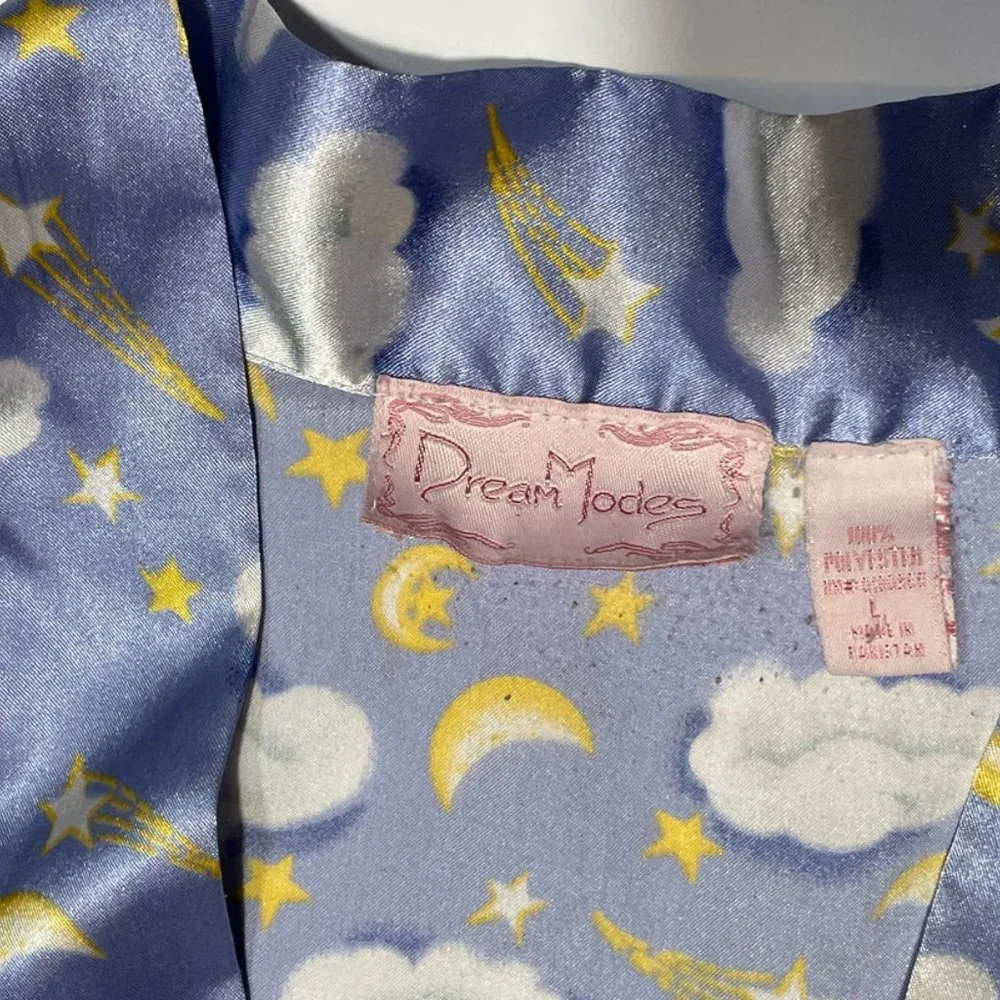 Dream Modes
100%
POLYESTER
L
MADE IN
PAKISTAN